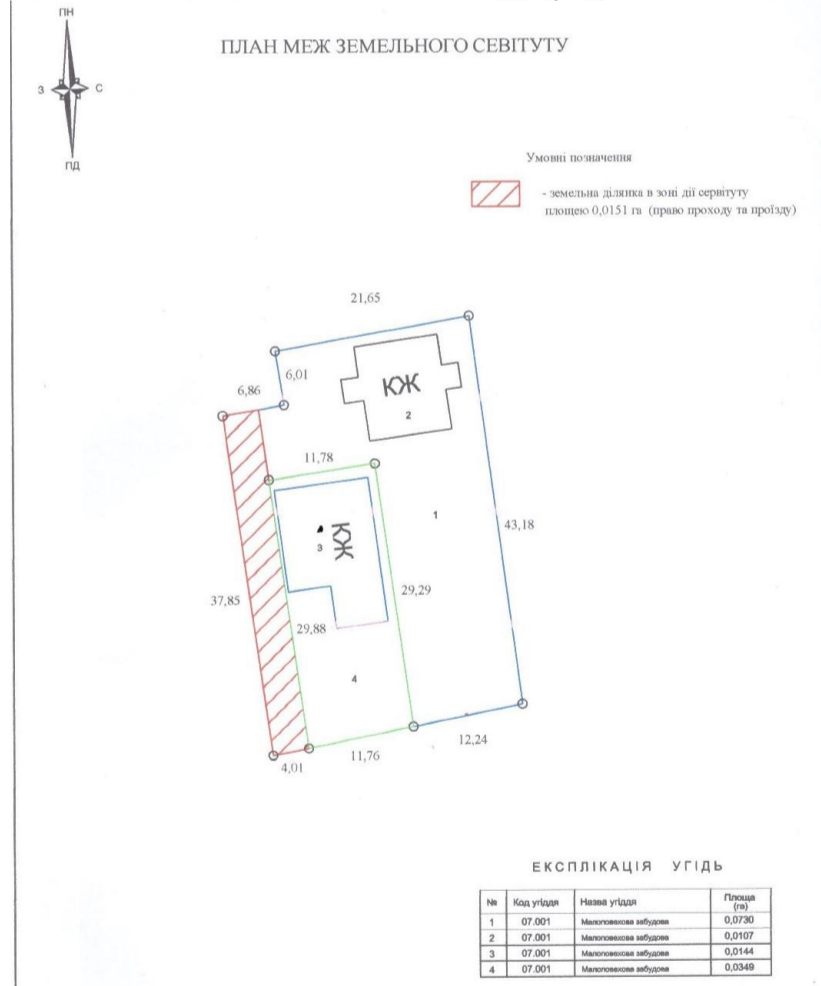 ПН
З
С
ПД
ПЛАН МЕЖ ЗЕМЕЛЬНОГО СЕВІТУТУ
Умовні позначення
- земельна ділянка в зоні дії сервітуту
площею 0,0151 га (право проходу та проїзду)
21,65
6,01
6,86
КЖ
2
11,78
1
43,18
КЖ
3
29,29
37,85
29,88
4
12,24
11,76
4,01
ЕКСПЛІКАЦІЯ УГІДЬ
№ Код угіддя Назва угіддя Площа
(га)
1 07.001 Малоповехова забудова 0,0730
2 07.001 Малоповехова забудова 0,0107
3 07.001 Малоповехова забудова 0,0144
4 07.001 Малоповехова забудова 0,0349